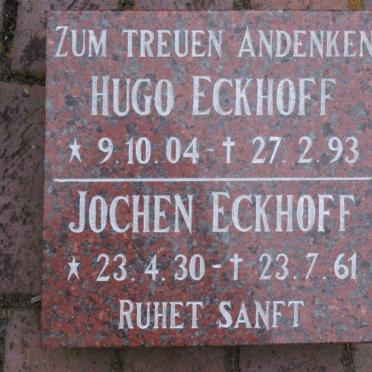 ZUM TREUEN ANDENKEN
HUGO ECKHOFF
* 9.10.04 - † 27.2.93
JOCHEN ECKHOFF
* 23.4.30 - † 23.7.61
RUHET SANFT